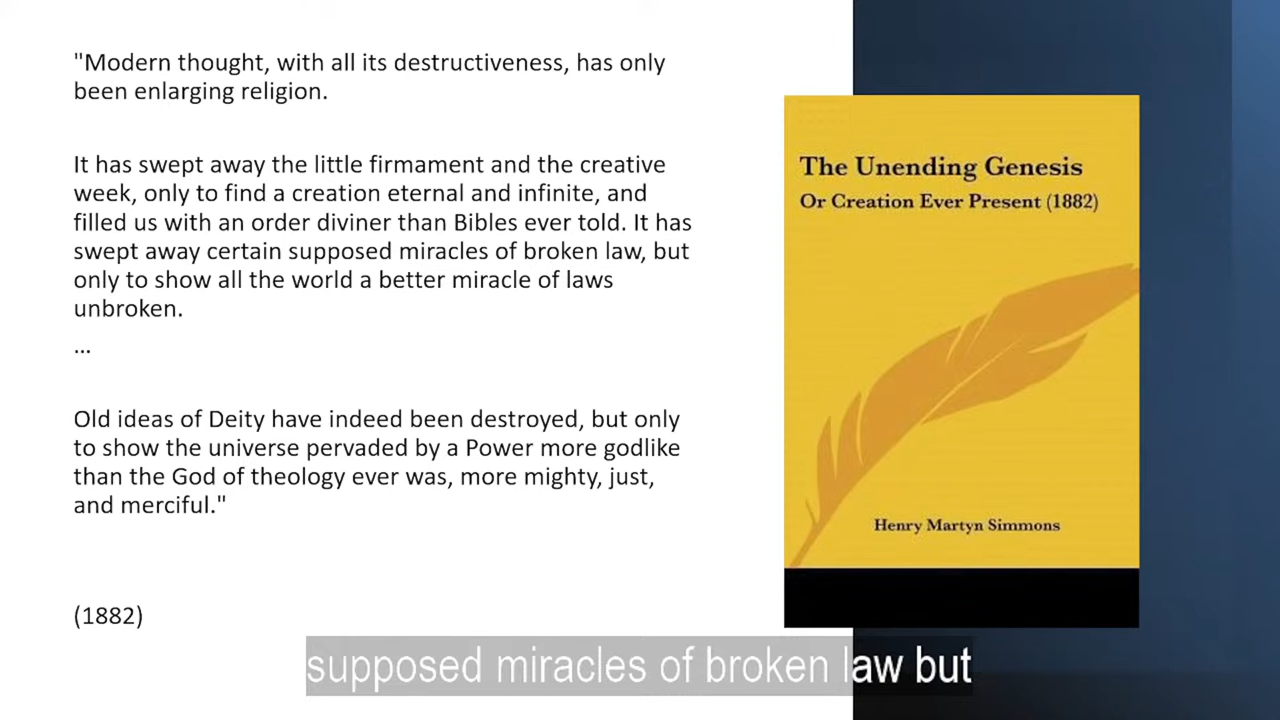 "Modern thought, with all its destructiveness, has only
been enlarging religion.
It has swept away the little firmament and the creative
week, only to find a creation eternal and infinite, and
filled us with an order diviner than Bibles ever told. It has
swept away certain supposed miracles of broken law, but
only to show all the world a better miracle of laws
unbroken.
...
Old ideas of Deity have indeed been destroyed, but only
to show the universe pervaded by a Power more godlike
than the God of theology ever was, more mighty, just,
and merciful."
(1882)
The Unending Genesis
Or Creation Ever Present (1882)
Henry Martyn Simmons
supposed miracles of broken law but